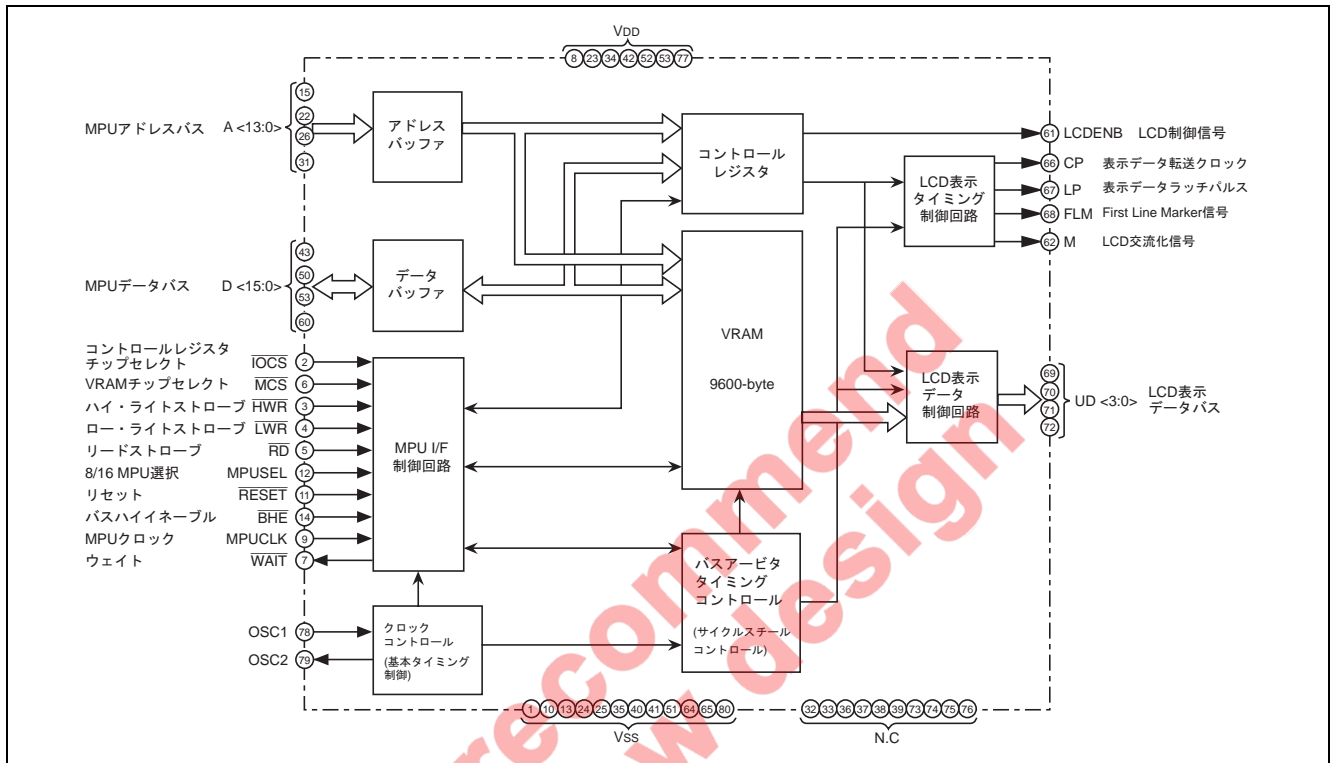 VDD
8 23 34 42 52 53 77
15
22
26
31
MPUアドレスバス A <13:0>
アドレス
バッファ
コントロール
レジスタ
61 LCDENB LCD制御信号
66 CP 表示データ転送クロック
67 LP 表示データラッチパルス
68 FLM First Line Marker信号
62 M LCD交流化信号
LCD表示
タイミング
制御回路
43
50
53
60
MPUデータバス D <15:0>
データ
バッファ
VRAM
9600-byte
コントロールレジスタ
チップセレクト IOCS 2
VRAMチップセレクト MCS 6
ハイ・ライトストローブ HWR 3
ロー・ライトストローブ LWR 4
リードストローブ RD 5
8/16 MPU選択 MPUSEL 12
リセット RESET 11
バスハイイネーブル BHE 14
MPUクロック MPUCLK 9
ウェイト WAIT 7
MPU I/F
制御回路
LCD表示
データ
制御回路
69
70
71
72
UD <3:0> LCD表示
データバス
バスアービタ
タイミング
コントロール
(サイクルスチール
コントロール)
OSC1 78
OSC2 79
クロック
コントロール
(基本タイミング
制御)
1 10 13 24 25 35 40 41 51 64 65 80
VSS
32 33 36 37 38 39 73 74 75 76
N.C
recommend
w design